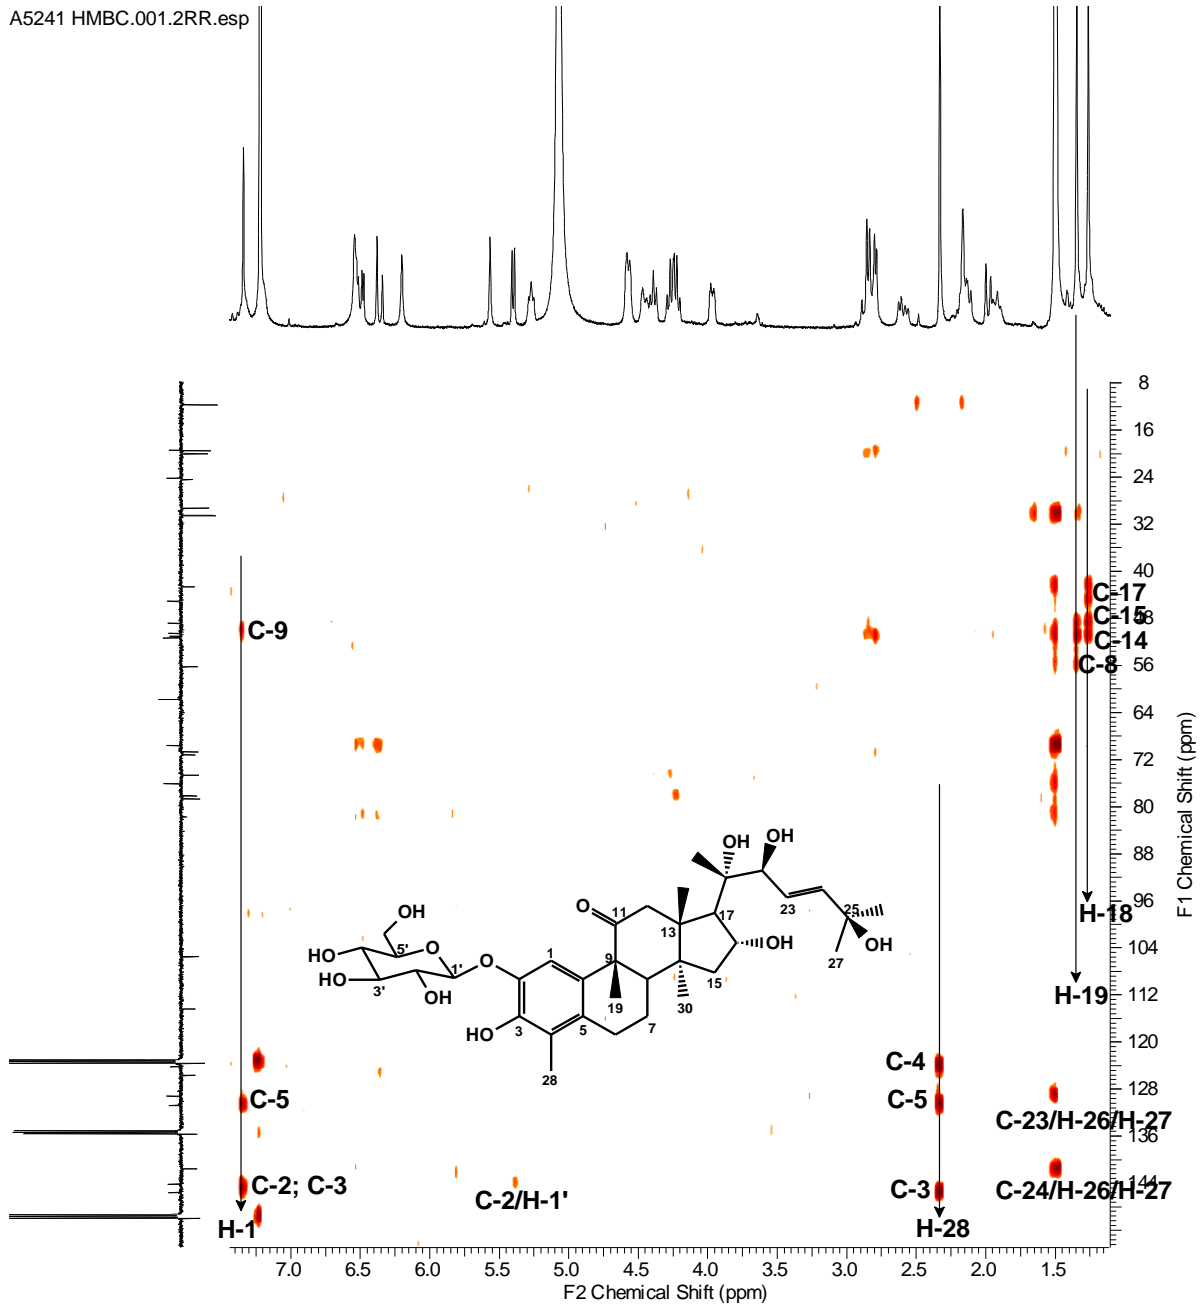 A5241 HMBC.001.2RR.esp
8
16
24
32
40
48
56
64
72
80
88
96
104
112
120
128
136
144
F1 Chemical Shift (ppm)
C-9
C-17
C-15
C-14
C-8
OH
OH
O
11
17
23
25
OH
27
OH
13
OH
HO
5'
O
1'
O
1
9
15
HO
3'
OH
19
30
7
HO
3
5
28
H-18
H-19
C-4
C-5
C-5
C-23/H-26/H-27
C-2; C-3
C-2/H-1'
C-3
C-24/H-26/H-27
H-1
H-28
7.0 6.5 6.0 5.5 5.0 4.5 4.0 3.5 3.0 2.5 2.0 1.5
F2 Chemical Shift (ppm)